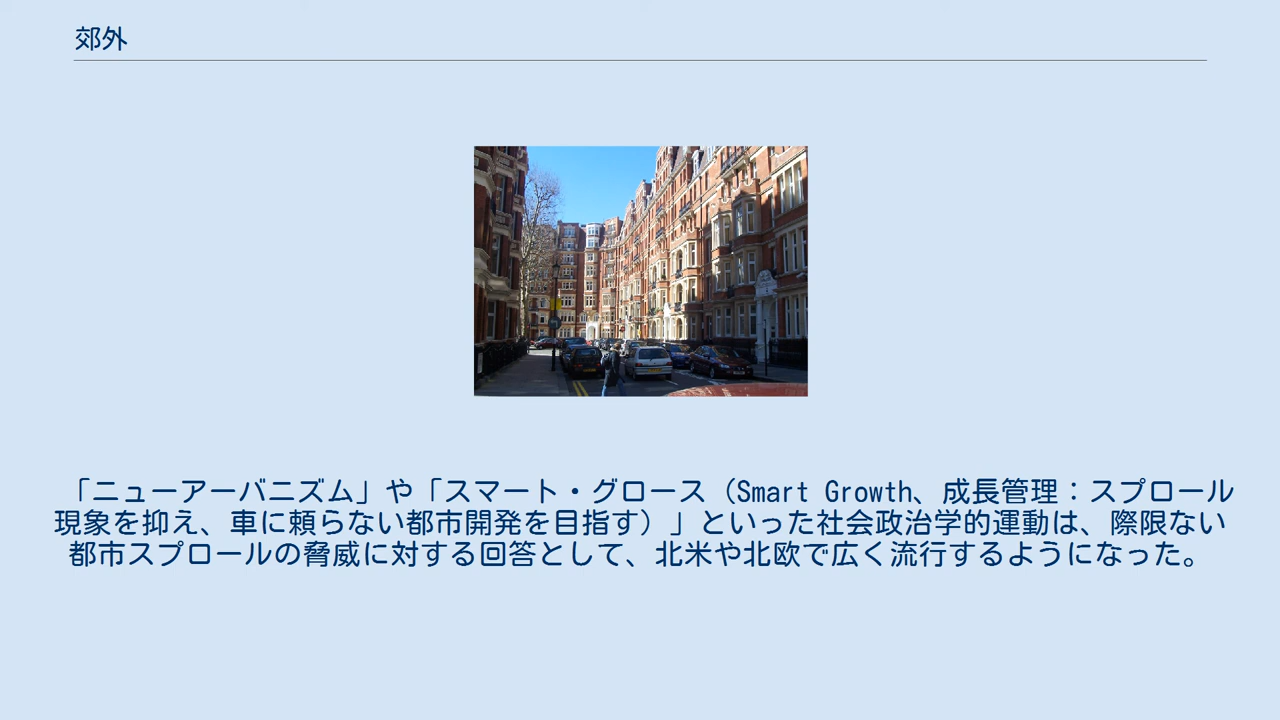 郊外
「ニューアーバニズム」や「スマート・グロース（Smart Growth、成長管理：スプロール
現象を抑え、車に頼らない都市開発を目指す）」といった社会政治学的運動は、際限ない
都市スプロールの脅威に対する回答として、北米や北欧で広く流行するようになった。